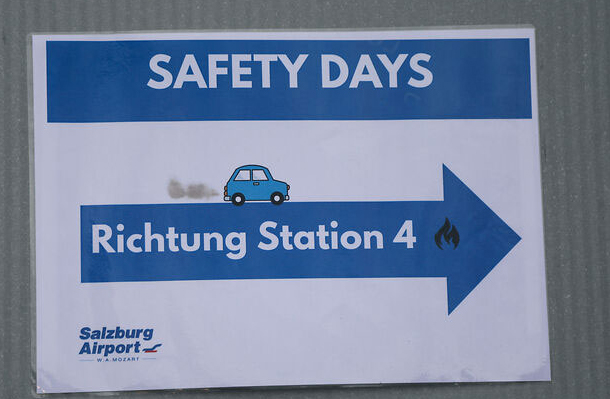 SAFETY DAYS
Richtung Station 4
Salzburg
Airport
W.A.MOZART